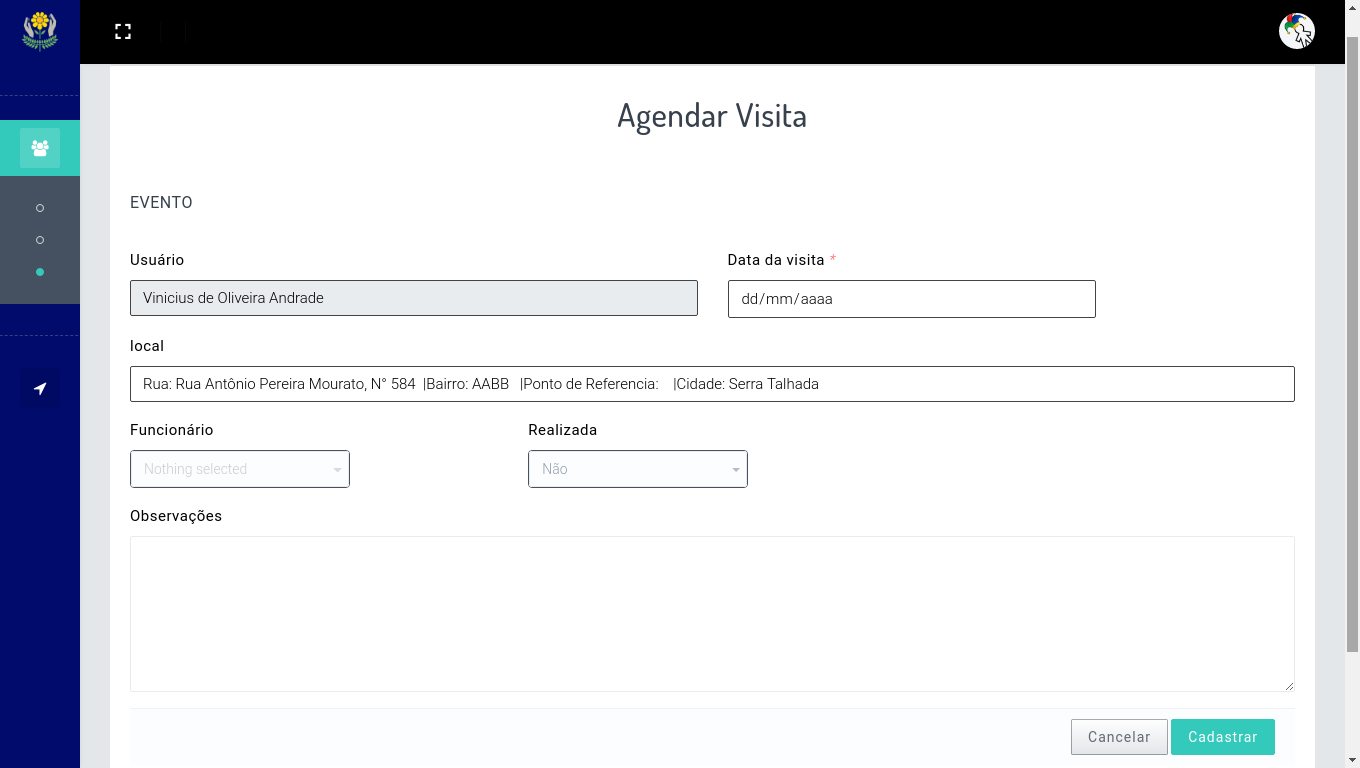 Agendar Visita
EVENTO
Usuário
Data da visita *
Vinicius de Oliveira Andrade
dd/mm/aaaa
local
Rua: Rua Antônio Pereira Mourato, N° 584 |Bairro: AABB |Ponto de Referencia: |Cidade: Serra Talhada
Funcionário
Realizada
Nothing selected
Não
Observações
Cancelar
Cadastrar